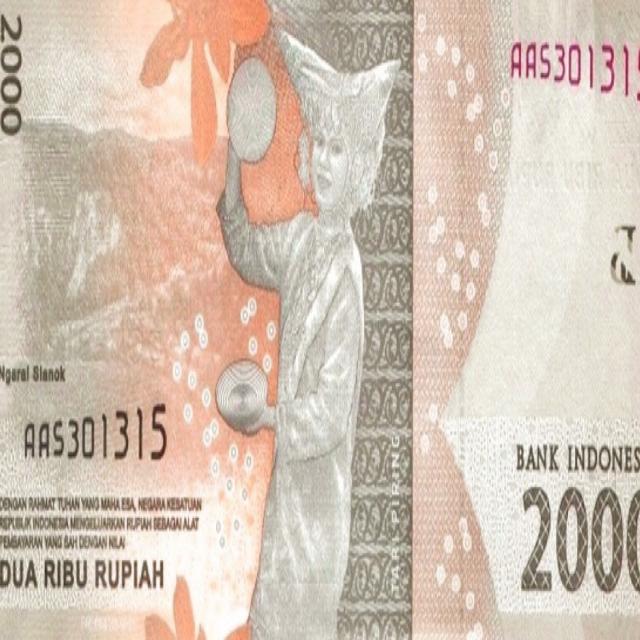 2000
AAS301315
Ngarai Sianok
AAS301315
DENGAN RAHMAT TUHAN YANG MAHA ESA, NEGARA KESATUAN
REPUBLIK INDONESIA MENGELUARKAN RUPIAH SEBAGAI ALAT
PEMBAYARAN YANG SAH DENGAN NILAI
DUA RIBU RUPIAH
TARI PIRING
BANK INDONES
2000